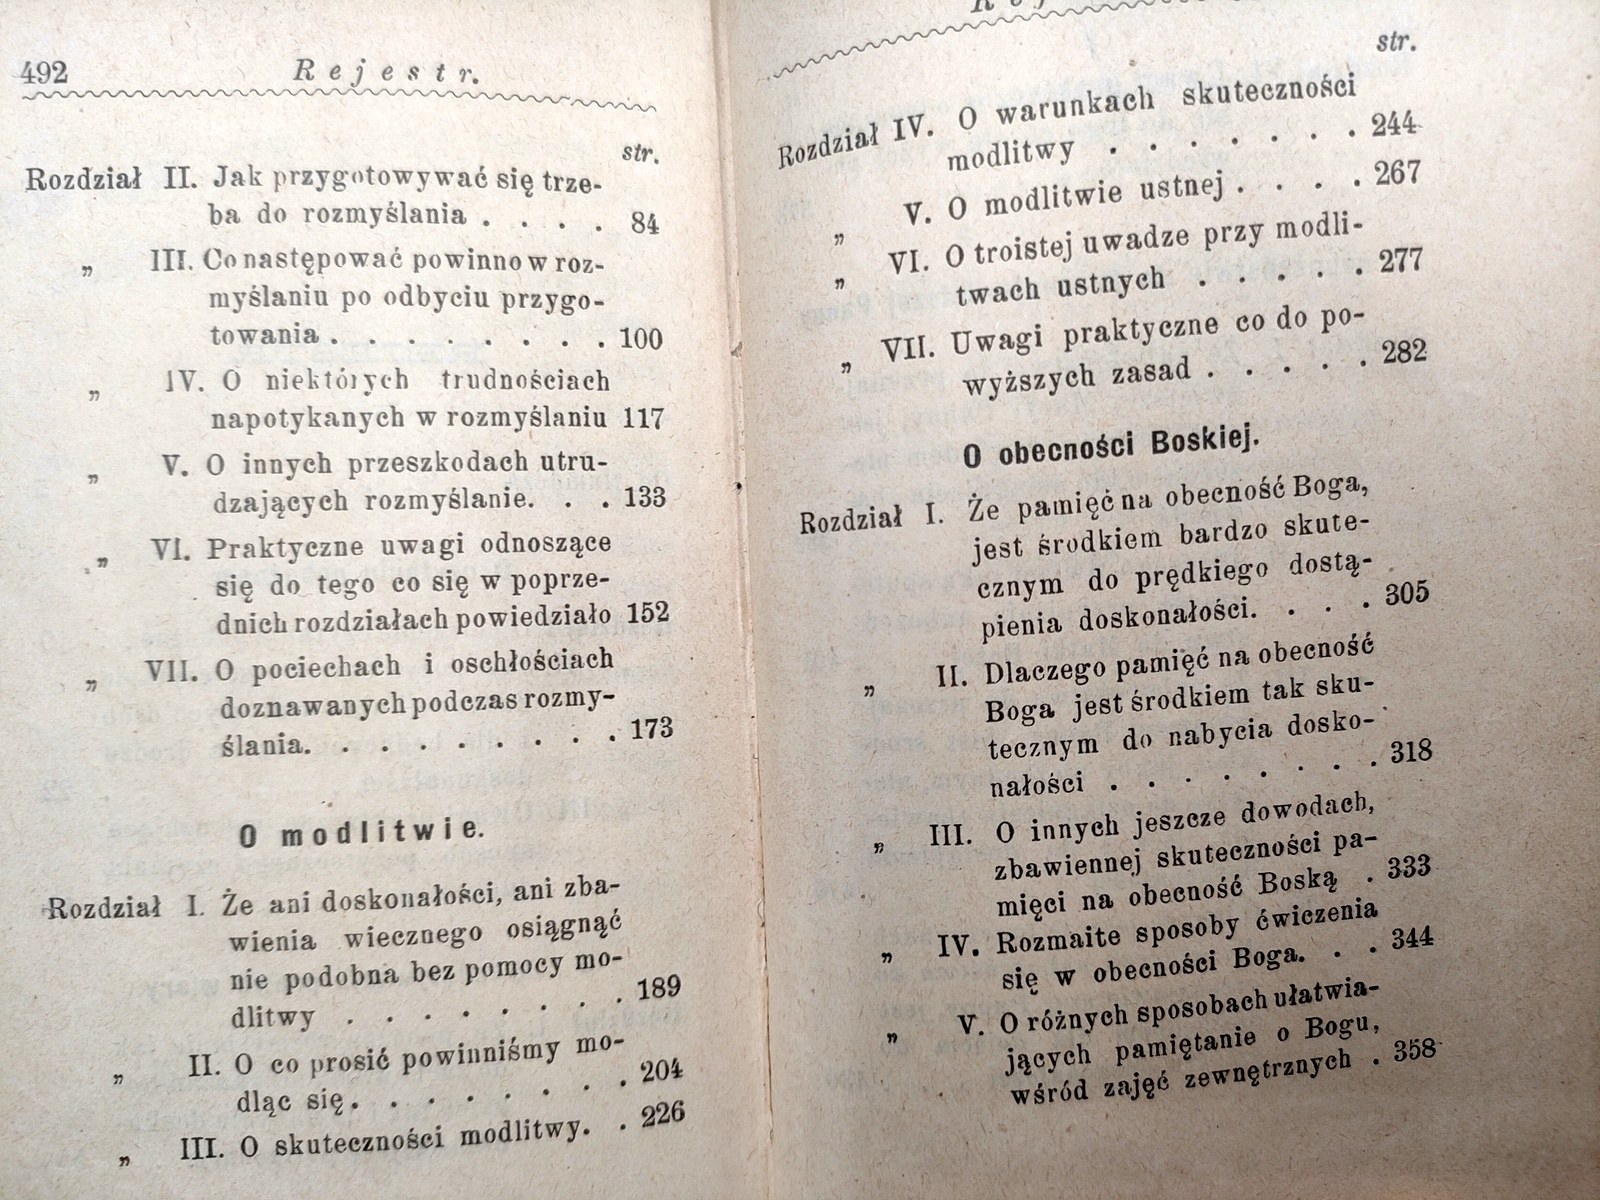 492 Rejestr.
str.
Rozdział II. Jak przygotowywać się trze-
ba do rozmyślania . . . . 84
„ III. Co następować powinno w roz-
myślaniu po odbyciu przygo-
towania . . . . . . . . 100
„ IV. O niektórych trudnościach
napotykanych w rozmyślaniu 117
„ V. O innych przeszkodach utru-
dzających rozmyślanie. . . 133
„ VI. Praktyczne uwagi odnoszące
się do tego co się w poprze-
dnich rozdziałach powiedziało 152
„ VII. O pociechach i oschłościach
doznawanych podczas rozmy-
ślania. . . . . . . . . 173
O modlitwie.
Rozdział I. Że ani doskonałości, ani zba-
wienia wiecznego osiągnąć
nie podobna bez pomocy mo-
dlitwy . . . . . . . . 189
„ II. O co prosić powinniśmy mo-
dląc się. . . . . . . . 204
„ III. O skuteczności modlitwy. . 226
str.
Rozdział IV. O warunkach skuteczności
modlitwy . . . . . . . 244
„ V. O modlitwie ustnej . . . . 267
„ VI. O troistej uwadze przy modli-
twach ustnych . . . . . 277
„ VII. Uwagi praktyczne co do po-
wyższych zasad . . . . . 282
O obecności Boskiej.
Rozdział I. Że pamięć na obecność Boga,
jest środkiem bardzo skute-
cznym do prędkiego dostą-
pienia doskonałości. . . . 305
„ II. Dlaczego pamięć na obecność
Boga jest środkiem tak sku-
tecznym do nabycia dosko-
nałości . . . . . . . . 318
„ III. O innych jeszcze dowodach,
zbawiennej skuteczności pa-
mięci na obecność Boską . 333
„ IV. Rozmaite sposoby ćwiczenia
się w obecności Boga. . . 344
„ V. O różnych sposobach ułatwia-
jących pamiętanie o Bogu,
wśród zajęć zewnętrznych . 358